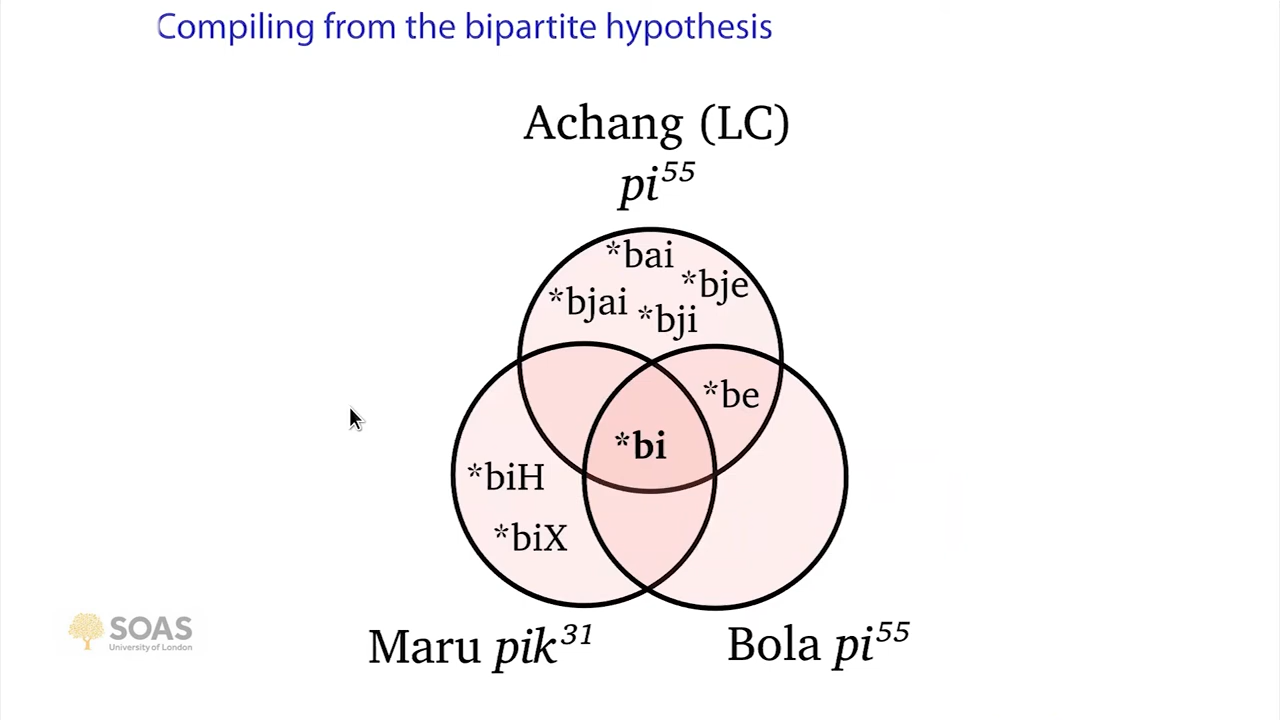 Compiling from the bipartite hypothesis
Achang (LC)
pi⁵⁵
*bai
*bje
*bjai
*bji
*be
*bi
*biH
*biX
Maru pik³¹
Bola pi⁵⁵
SOAS
University of London